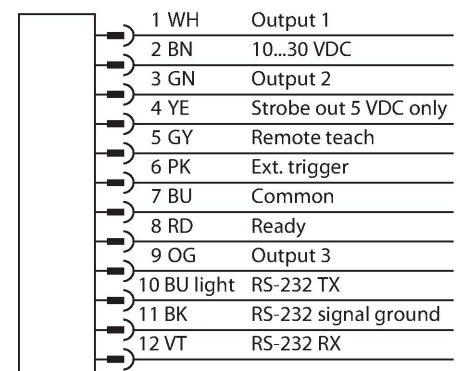 1 WH Output 1
2 BN 10...30 VDC
3 GN Output 2
4 YE Strobe out 5 VDC only
5 GY Remote teach
6 PK Ext. trigger
7 BU Common
8 RD Ready
9 OG Output 3
10 BU light RS-232 TX
11 BK RS-232 signal ground
12 VT RS-232 RX